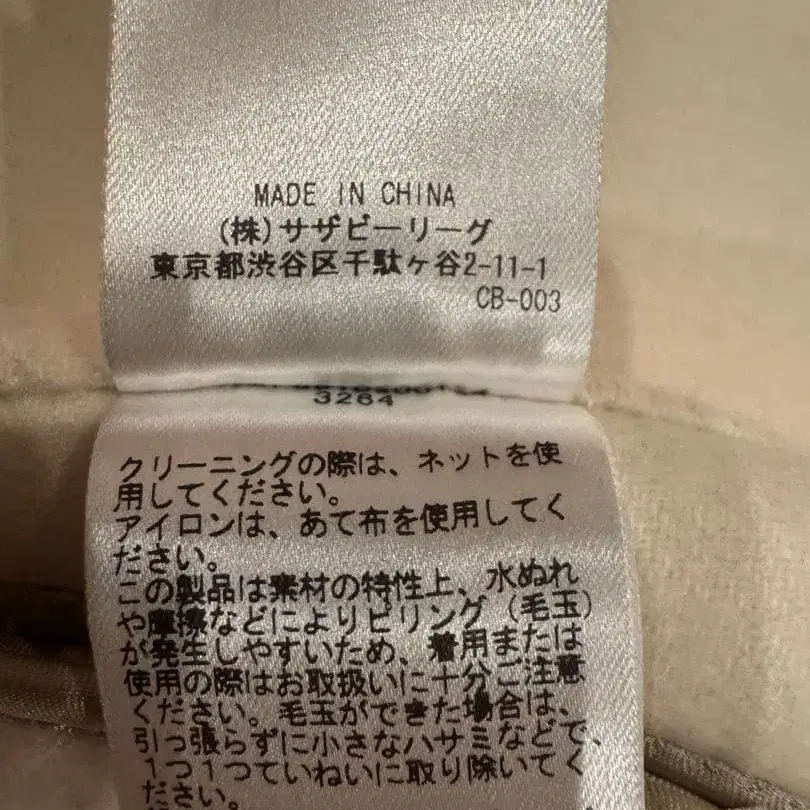 MADE IN CHINA
(株)サザビーリーグ
東京都渋谷区千駄ヶ谷2-11-1
CB-003
3264
クリーニングの際は、ネットを使
用してください。
アイロンは、あて布を使用してく
ださい。
この製品は素材の特性上、水ぬれ
や摩擦などによりピリング(毛玉)
が発生しやすいため、着用または
使用の際はお取扱いに十分ご注意
ください。毛玉ができた場合は、
引っ張らずに小さなハサミなどで、
1つ1つていねいに取り除いてく
ださい。